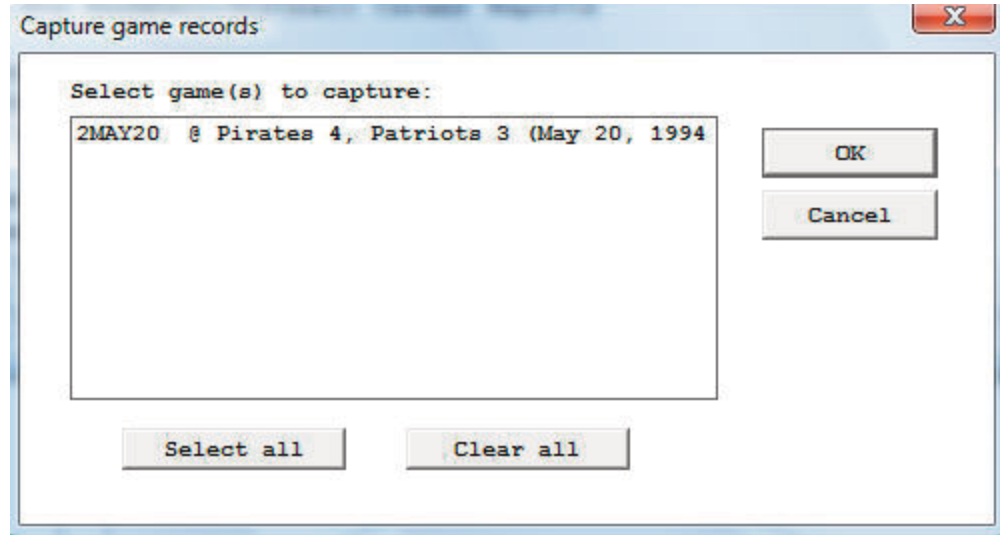 Capture game records
X
Select game(s) to capture:
2MAY20 @ Pirates 4, Patriots 3 (May 20, 1994
OK
Cancel
Select all
Clear all